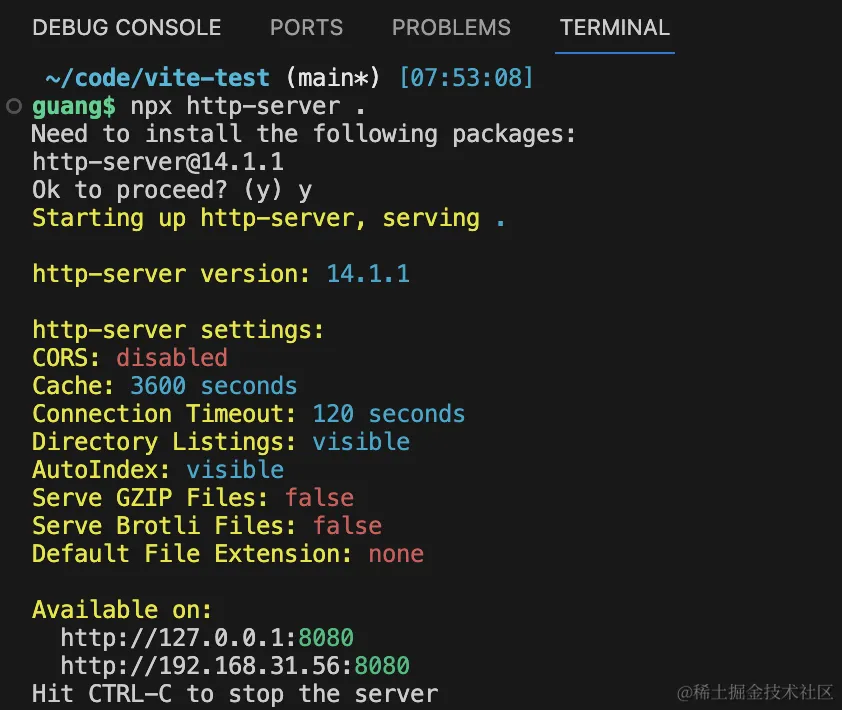 DEBUG CONSOLE PORTS PROBLEMS TERMINAL
~/code/vite-test (main*) [07:53:08]
guang$ npx http-server .
Need to install the following packages:
http-server@14.1.1
Ok to proceed? (y) y
Starting up http-server, serving .
http-server version: 14.1.1
http-server settings:
CORS: disabled
Cache: 3600 seconds
Connection Timeout: 120 seconds
Directory Listings: visible
AutoIndex: visible
Serve GZIP Files: false
Serve Brotli Files: false
Default File Extension: none
Available on:
http://127.0.0.1:8080
http://192.168.31.56:8080
Hit CTRL-C to stop the server
@稀土掘金技术社区